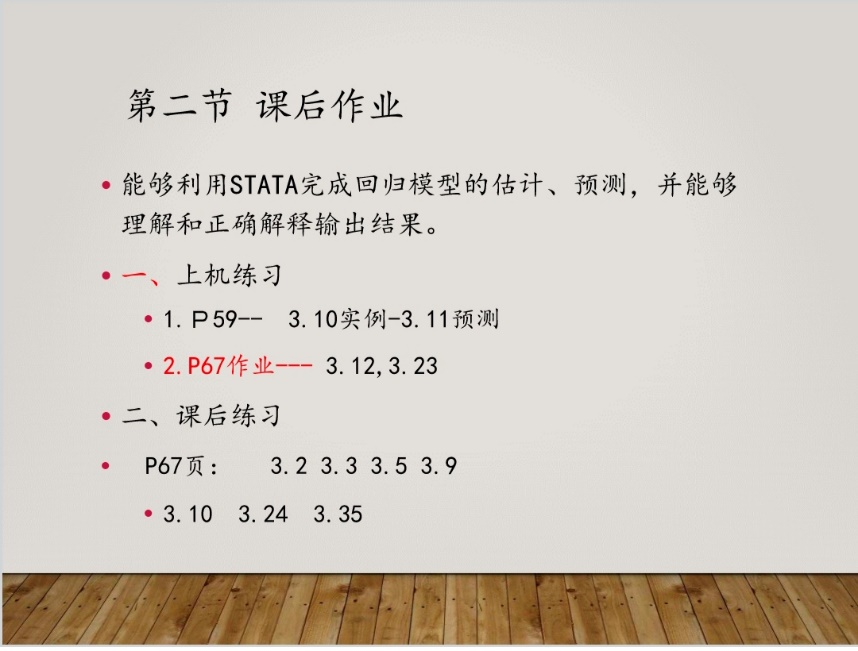 第二节 课后作业
• 能够利用STATA完成回归模型的估计、预测，并能够
理解和正确解释输出结果。
• 一、上机练习
• 1.Ｐ59-- 3.10实例-3.11预测
• 2.P67作业--- 3.12,3.23
• 二、课后练习
• P67页： 3.2 3.3 3.5 3.9
• 3.10 3.24 3.35